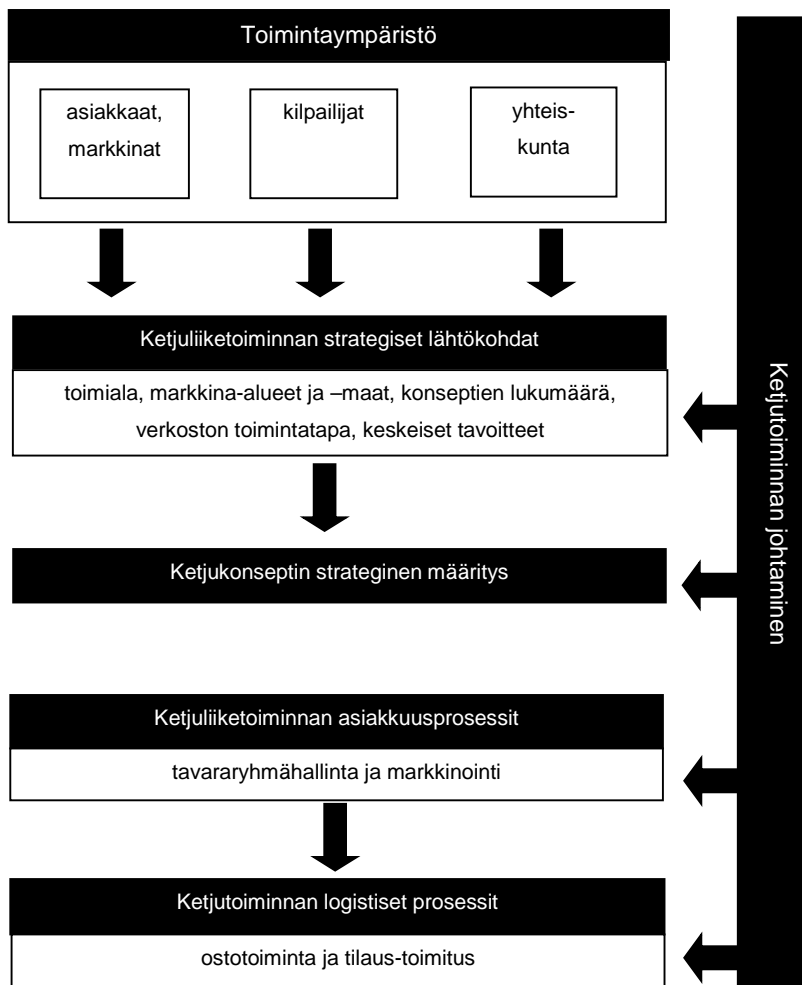 Toimintaympäristö
asiakkaat,
markkinat
kilpailijat
yhteis-
kunta
Ketjuliiketoiminnan strategiset lähtökohdat
toimiala, markkina-alueet ja –maat, konseptien lukumäärä,
verkoston toimintatapa, keskeiset tavoitteet
Ketjukonseptin strateginen määritys
Ketjuliiketoiminnan asiakkuusprosessit
tavararyhmähallinta ja markkinointi
Ketjutoiminnan logistiset prosessit
ostotoiminta ja tilaus-toimitus
Ketjutoiminnan johtaminen